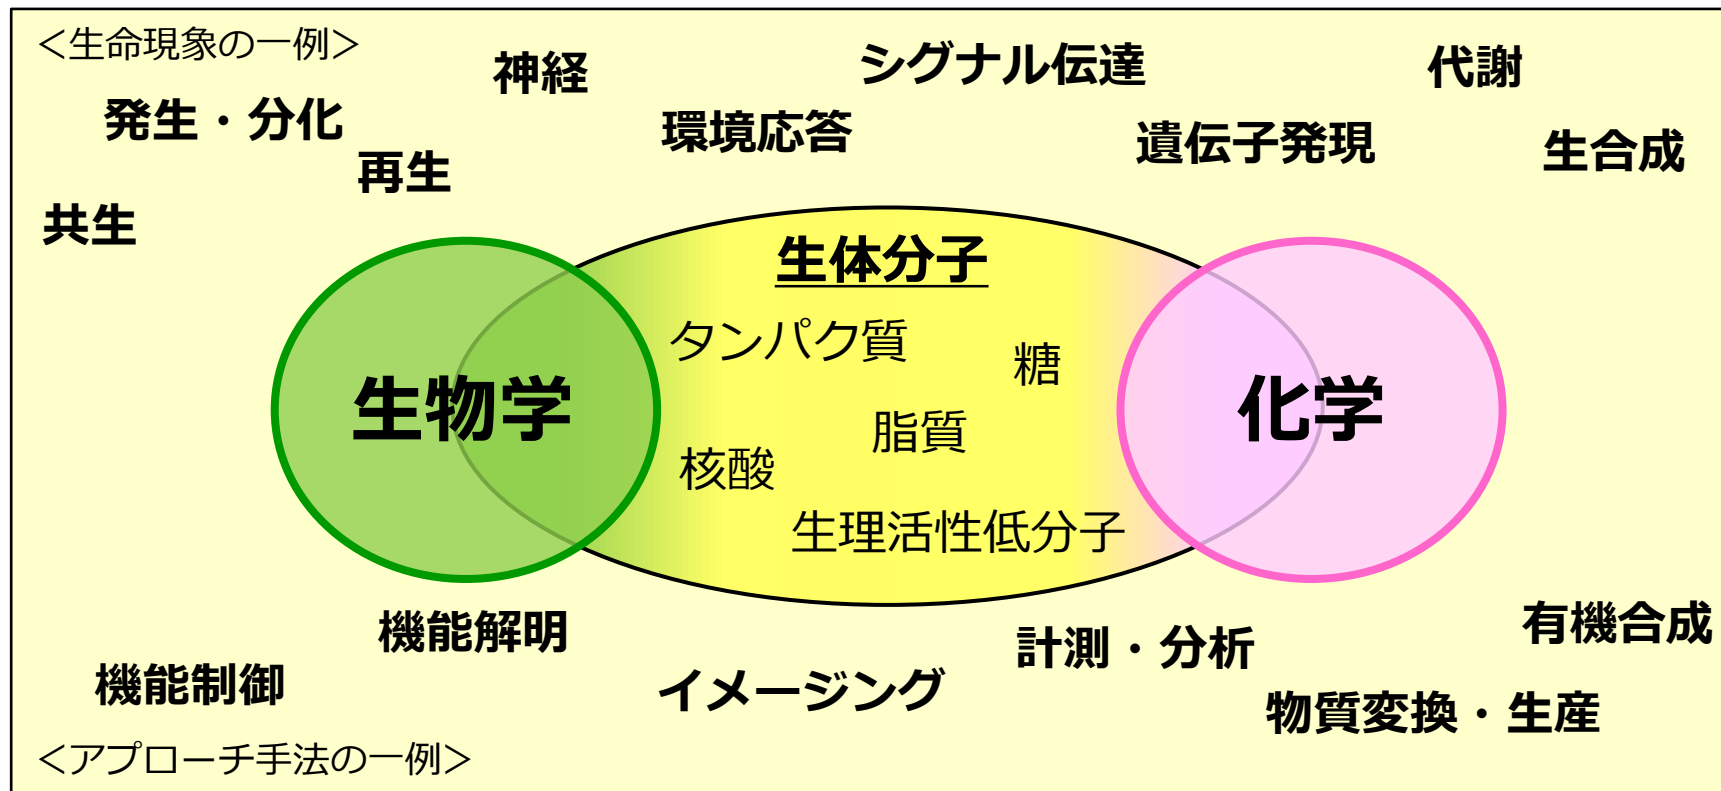 ＜生命現象の一例＞
神経
シグナル伝達
代謝
発生・分化
環境応答
遺伝子発現
生合成
再生
共生
生体分子
タンパク質
糖
生物学
化学
脂質
核酸
生理活性低分子
機能解明
計測・分析
有機合成
機能制御
イメージング
物質変換・生産
＜アプローチ手法の一例＞